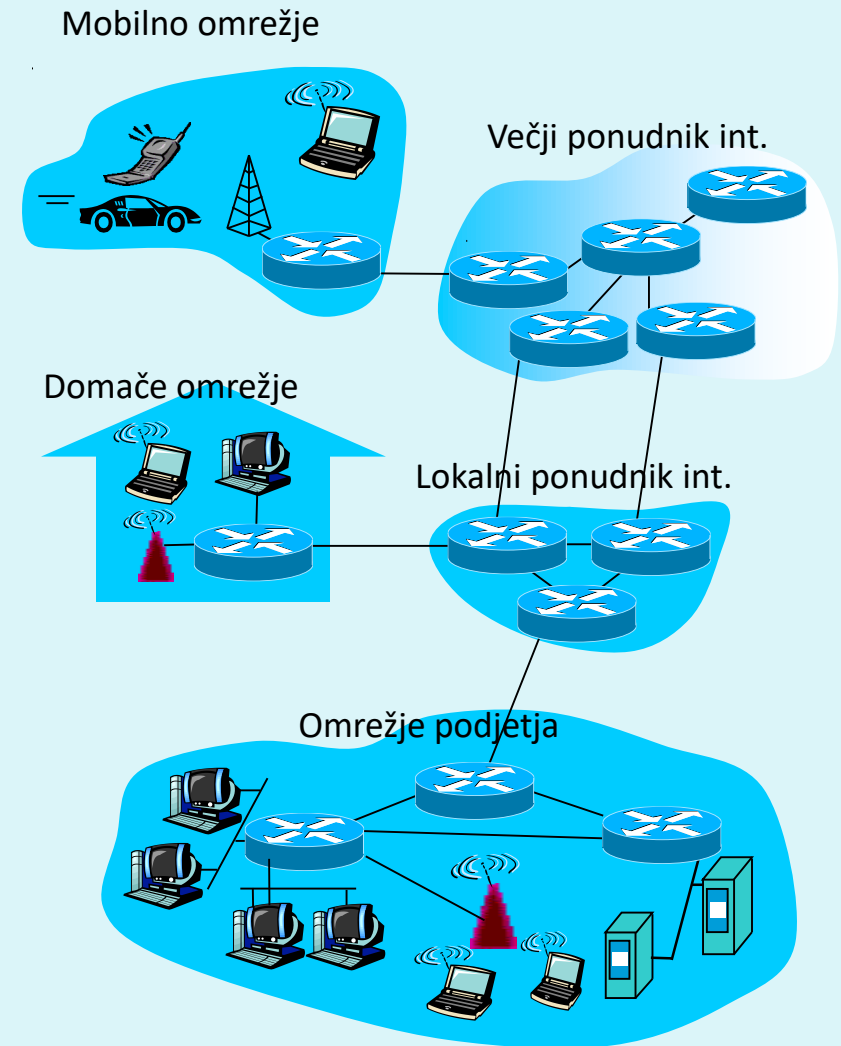 Mobilno omrežje
Večji ponudnik int.
Domače omrežje
Lokalni ponudnik int.
Omrežje podjetja